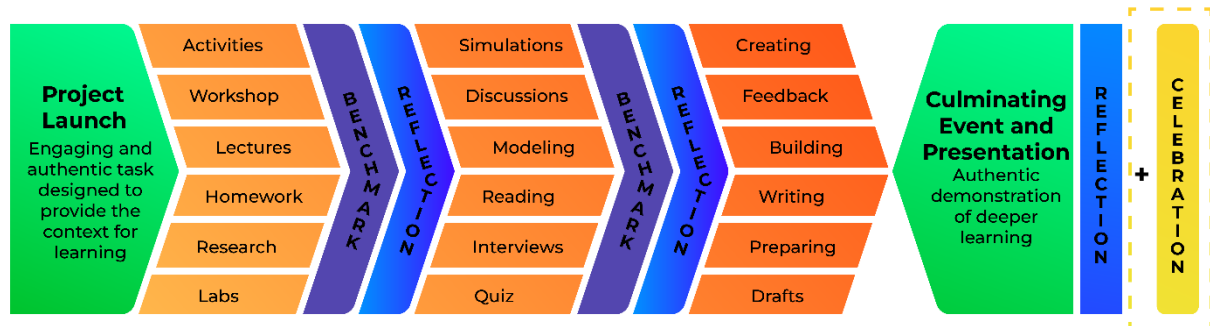 Project
Launch
Engaging and
authentic task
designed to
provide the
context for
learning
Activities
Workshop
Lectures
Homework
Research
Labs
BENCHMARK
REFLECTION
Simulations
Discussions
Modeling
Reading
Interviews
Quiz
BENCHMARK
REFLECTION
Creating
Feedback
Building
Writing
Preparing
Drafts
Culminating
Event and
Presentation
Authentic
demonstration
of deeper
learning
REFLECTION
+
CELEBRATION